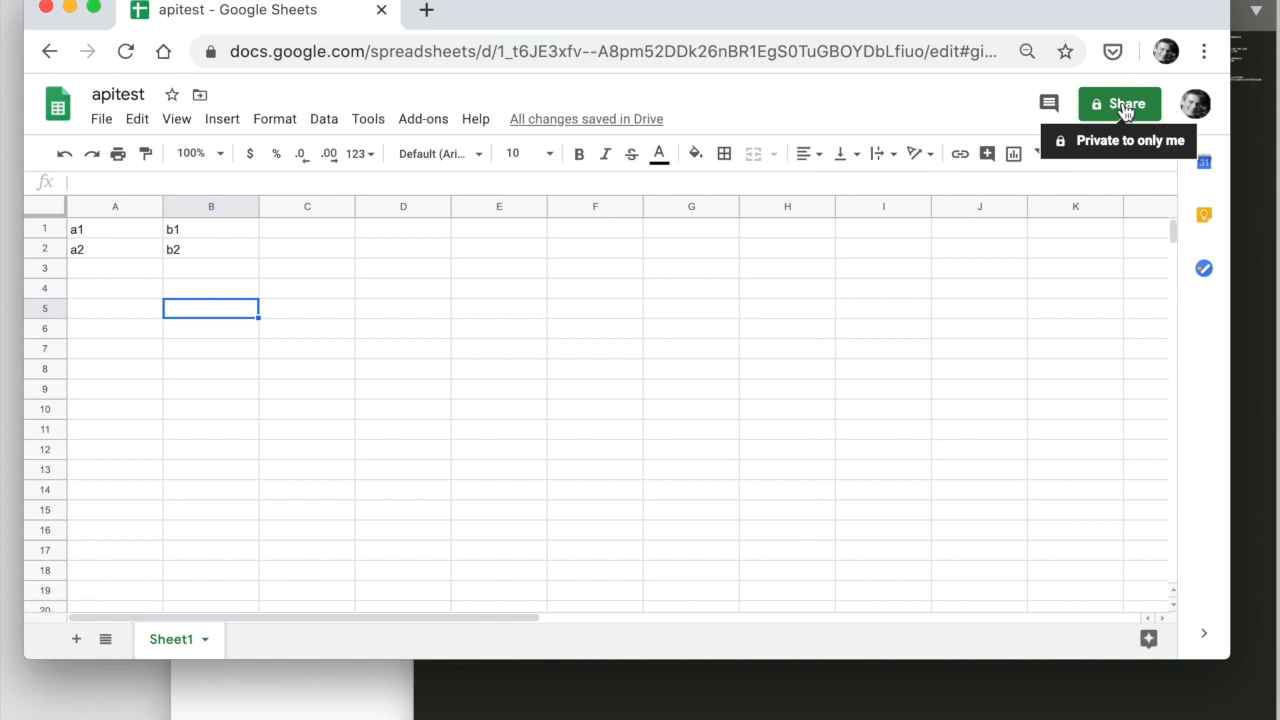 apitest - Google Sheets
docs.google.com/spreadsheets/d/1_t6JE3xfv--A8pm52DDk26nBR1EgS0TuGBOYDbLfiuo/edit#gi...
apitest
Share
File Edit View Insert Format Data Tools Add-ons Help All changes saved in Drive
Private to only me
100% $ % .0 .00 123 Default (Ari... 10 B I S A
31
fx
A B C D E F G H I J K
1 a1 b1
2 a2 b2
3
4
5
6
7
8
9
10
11
12
13
14
15
16
17
18
19
20
+ Sheet1